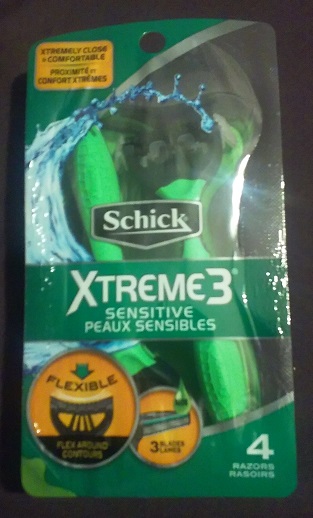 XTREMELY CLOSE
& COMFORTABLE
PROXIMITÉ ET
CONFORT XTRÊMES
Schick
XTREME3
SENSITIVE
PEAUX SENSIBLES
FLEXIBLE
FLEX AROUND
CONTOURS
3 BLADES
LAMES
4
RAZORS
RASOIRS